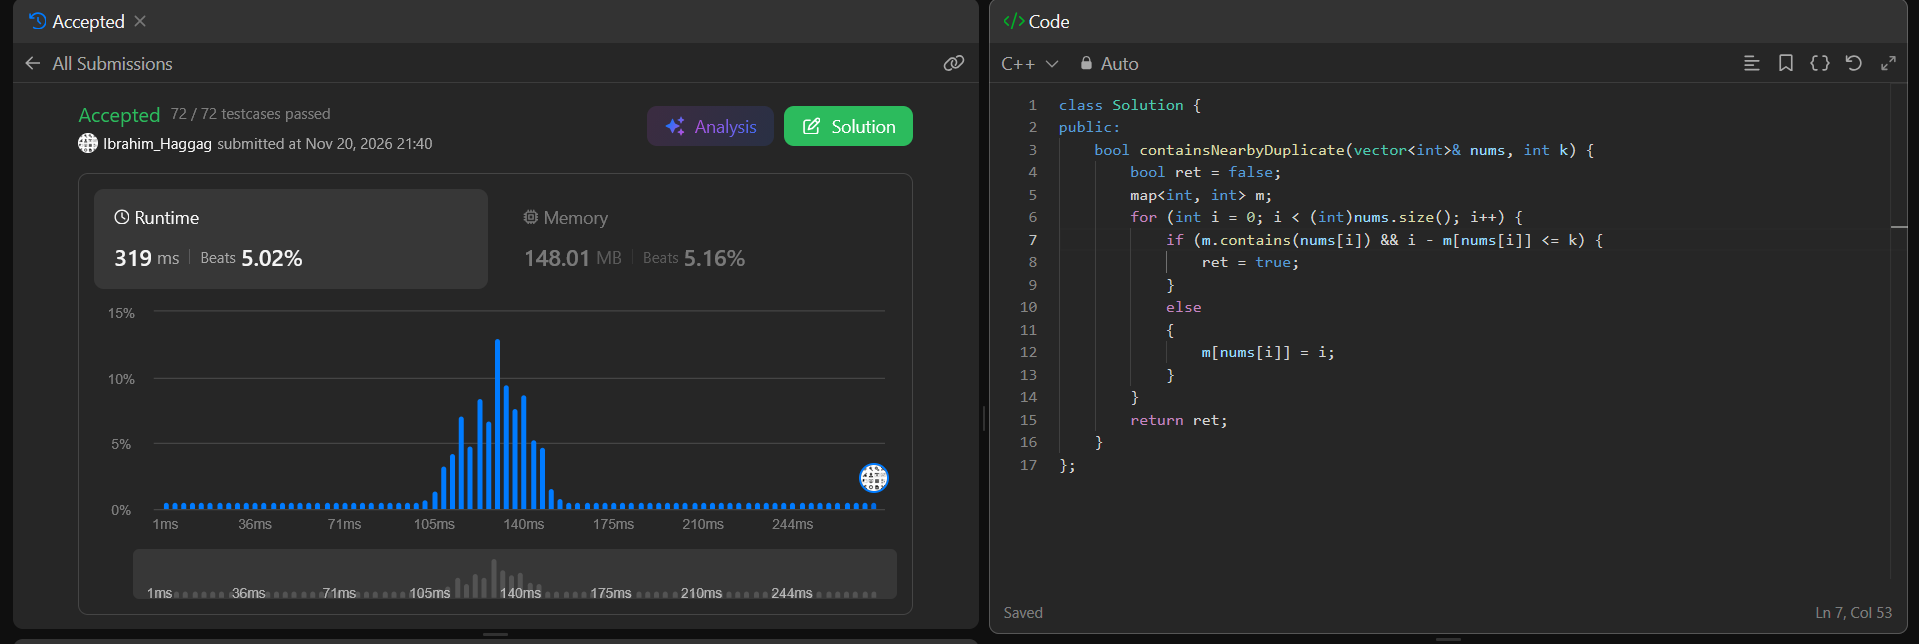 Accepted
All Submissions
Accepted 72 / 72 testcases passed
Ibrahim_Haggag submitted at Nov 20, 2026 21:40
Analysis
Solution
Runtime
319 ms | Beats 5.02%
Memory
148.01 MB | Beats 5.16%
15%
10%
5%
0%
1ms 36ms 71ms 105ms 140ms 175ms 210ms 244ms
1ms 36ms 71ms 105ms 140ms 175ms 210ms 244ms
</> Code
C++ Auto
1 class Solution {
2 public:
3     bool containsNearbyDuplicate(vector<int>& nums, int k) {
4         bool ret = false;
5         map<int, int> m;
6         for (int i = 0; i < (int)nums.size(); i++) {
7             if (m.contains(nums[i]) && i - m[nums[i]] <= k) {
8                 ret = true;
9             }
10             else
11             {
12                 m[nums[i]] = i;
13             }
14         }
15         return ret;
16     }
17 };
Saved
Ln 7, Col 53